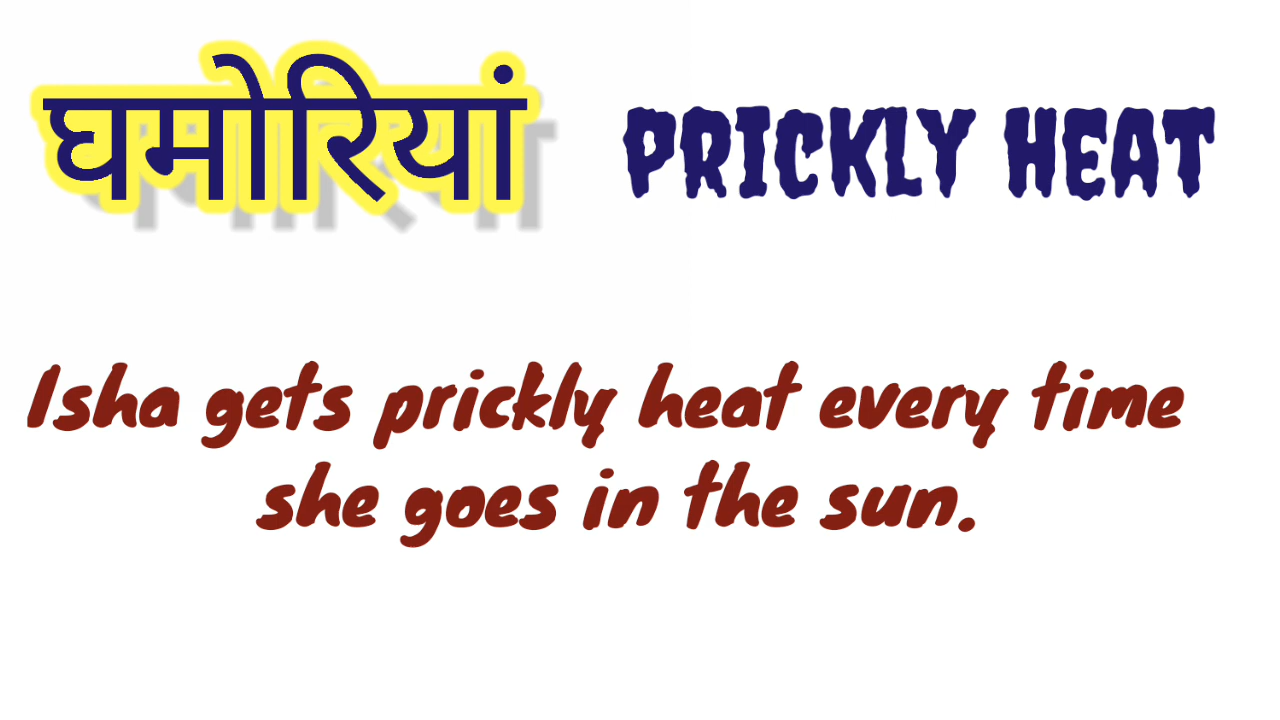 घमोरियां PRICKLY HEAT
Isha gets prickly heat every time
she goes in the sun.